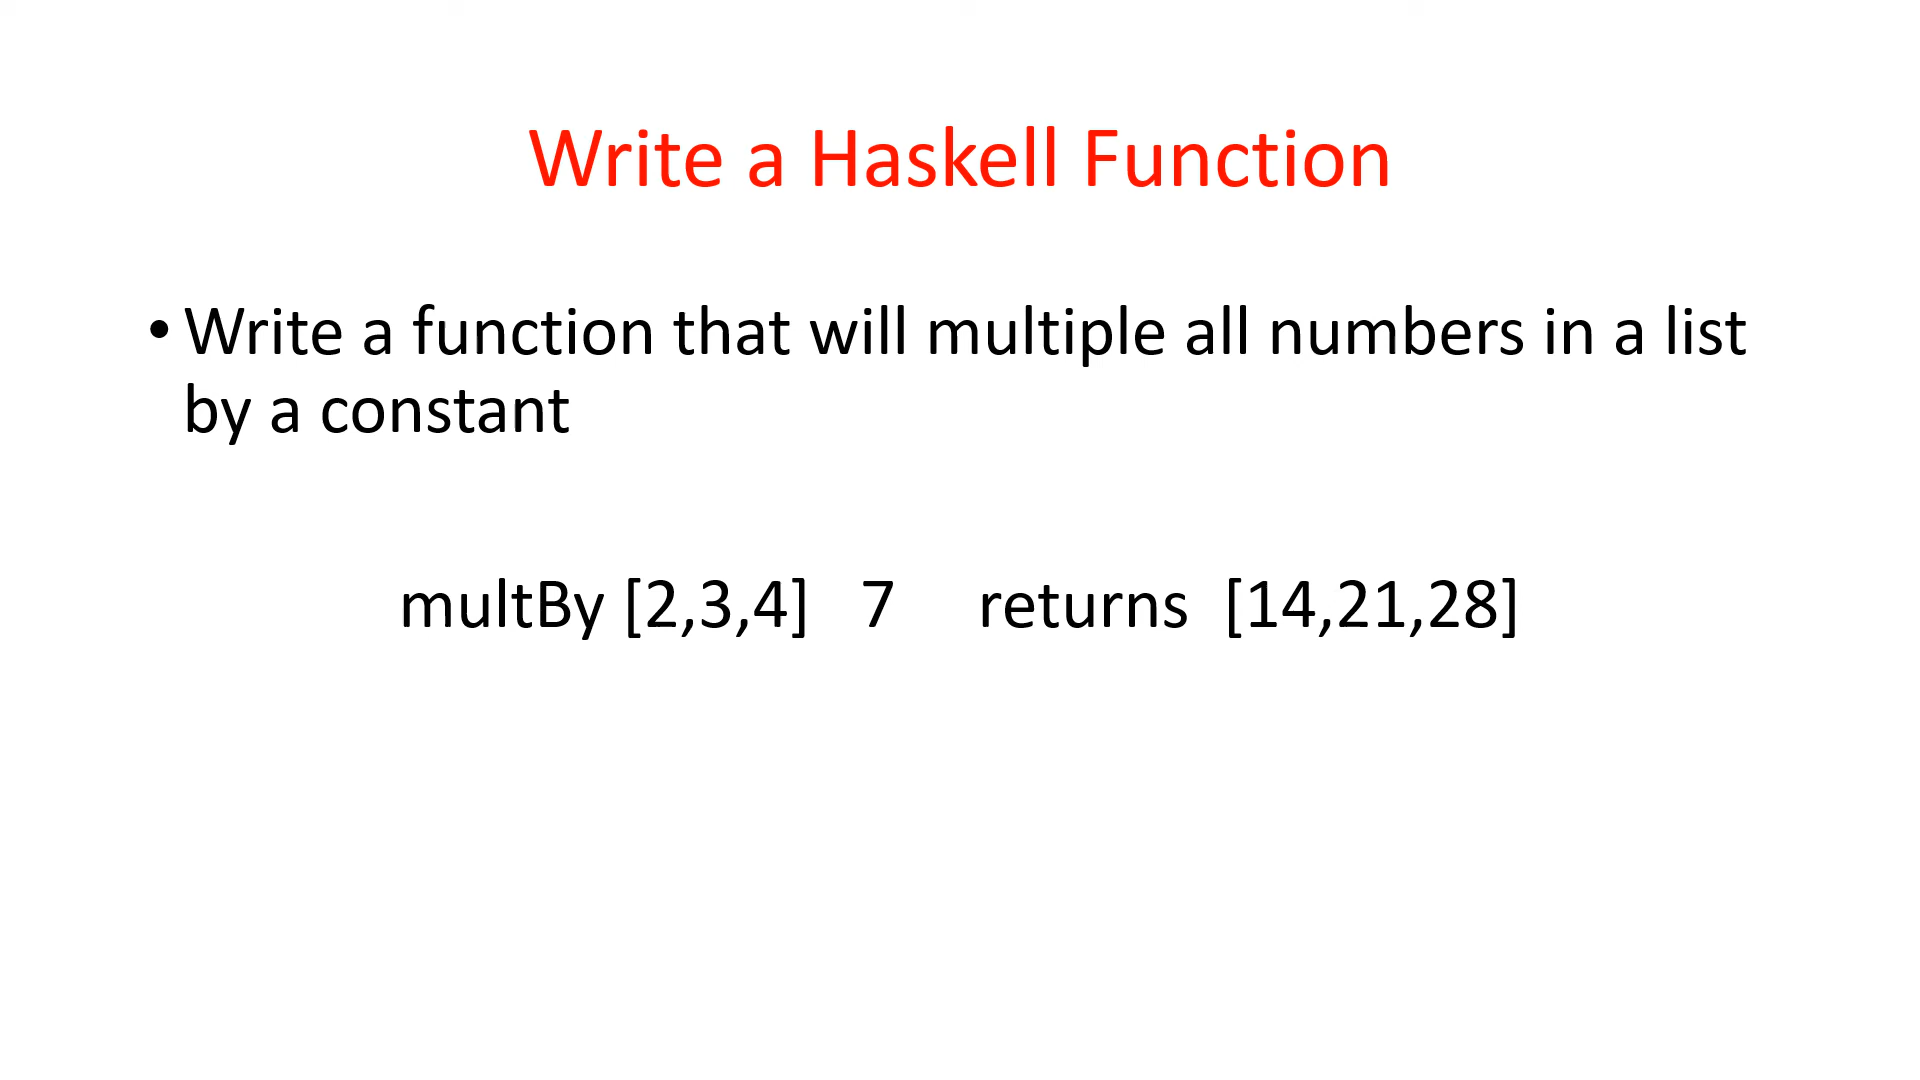 Write a Haskell Function
• Write a function that will multiple all numbers in a list
by a constant
multBy [2,3,4]   7     returns  [14,21,28]